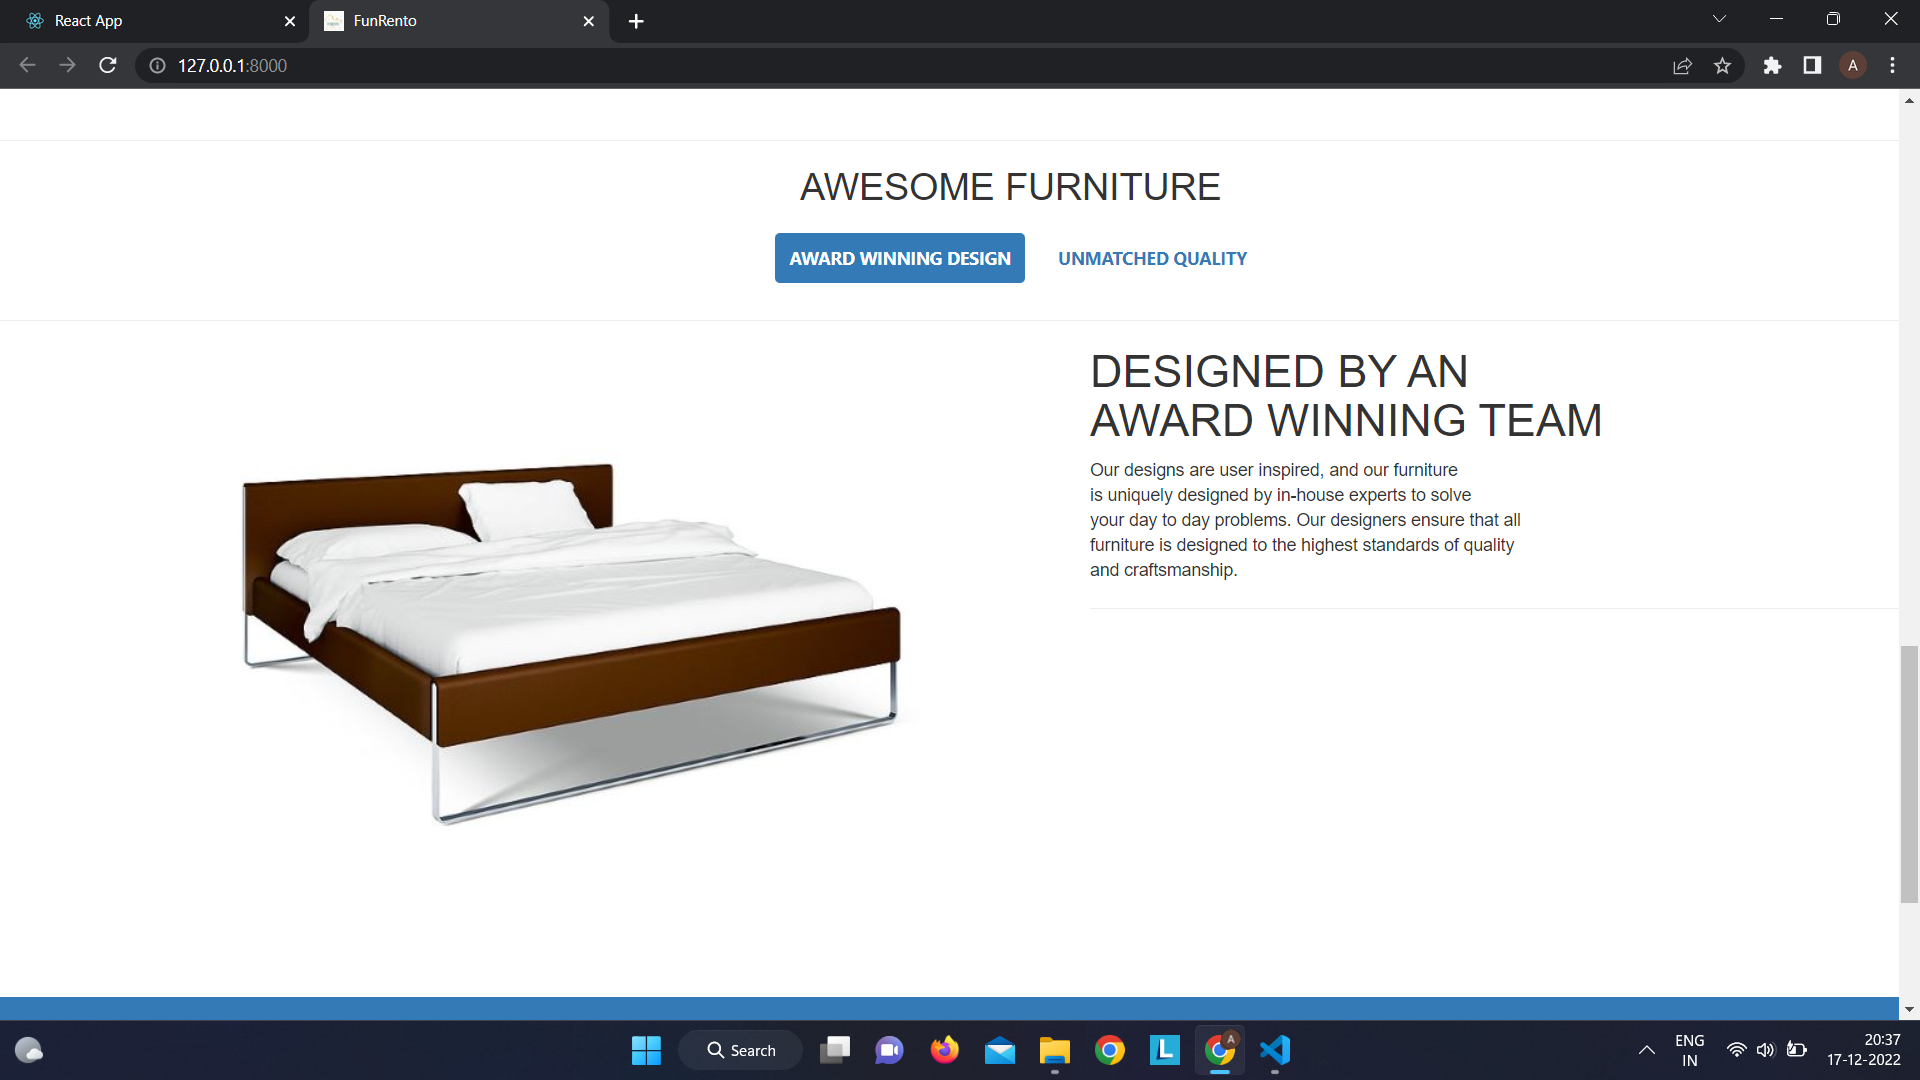 React App
FunRento
127.0.0.1:8000
A
AWESOME FURNITURE
AWARD WINNING DESIGN
UNMATCHED QUALITY
DESIGNED BY AN
AWARD WINNING TEAM
Our designs are user inspired, and our furniture
is uniquely designed by in-house experts to solve
your day to day problems. Our designers ensure that all
furniture is designed to the highest standards of quality
and craftsmanship.
Search
L
A
ENG
IN
20:37
17-12-2022